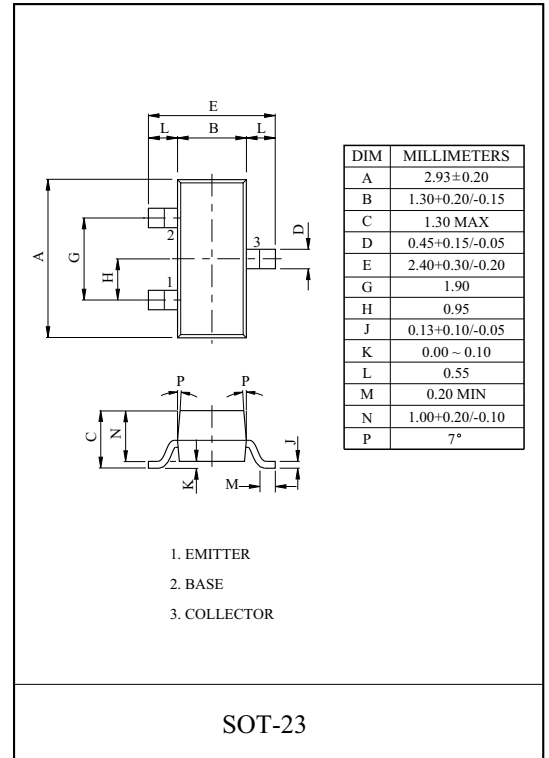 E
L B L
A
G
H
2
1
3
D
DIM MILLIMETERS
A 2.93±0.20
B 1.30+0.20/-0.15
C 1.30 MAX
D 0.45+0.15/-0.05
E 2.40+0.30/-0.20
G 1.90
H 0.95
J 0.13+0.10/-0.05
K 0.00 ~ 0.10
L 0.55
M 0.20 MIN
N 1.00+0.20/-0.10
P 7°
P P
C
N
K
M
J
1. EMITTER
2. BASE
3. COLLECTOR
SOT-23